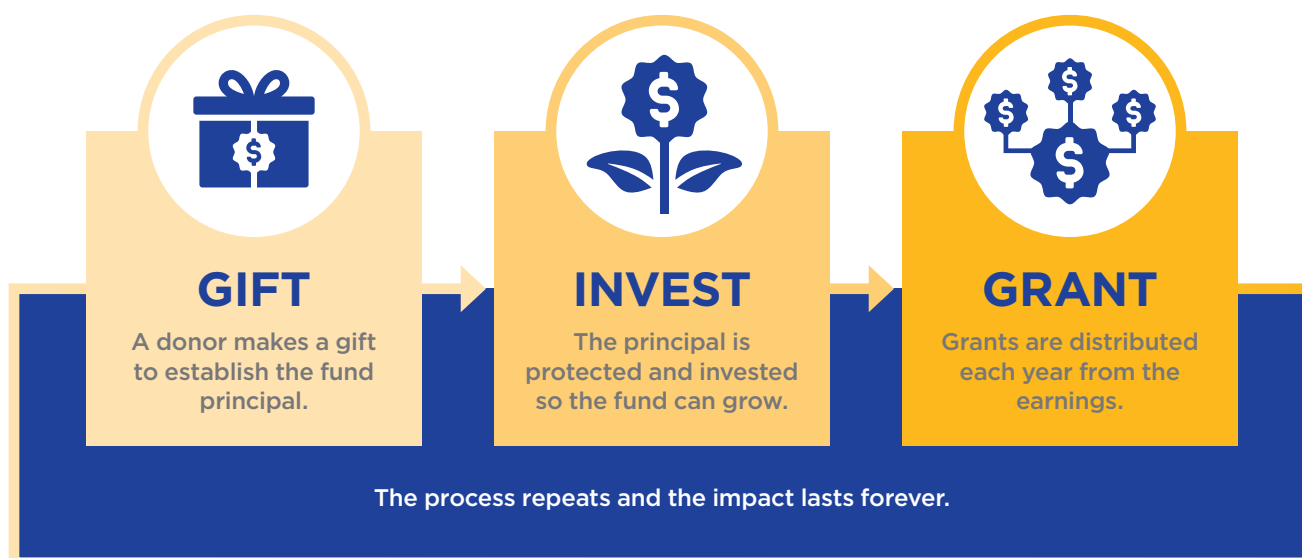 $
$
$
$
$
$
GIFT
A donor makes a gift
to establish the fund
principal.
INVEST
The principal is
protected and invested
so the fund can grow.
GRANT
Grants are distributed
each year from the
earnings.
The process repeats and the impact lasts forever.